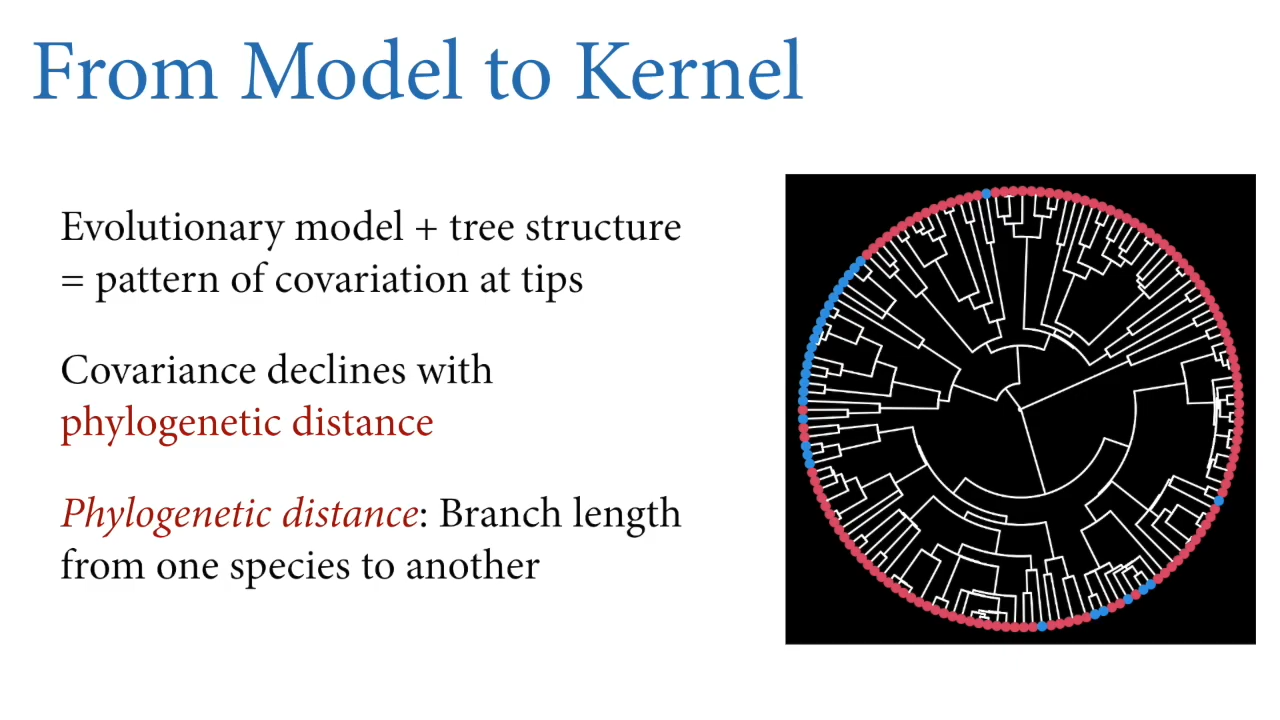 From Model to Kernel
Evolutionary model + tree structure
= pattern of covariation at tips
Covariance declines with
phylogenetic distance
Phylogenetic distance: Branch length
from one species to another